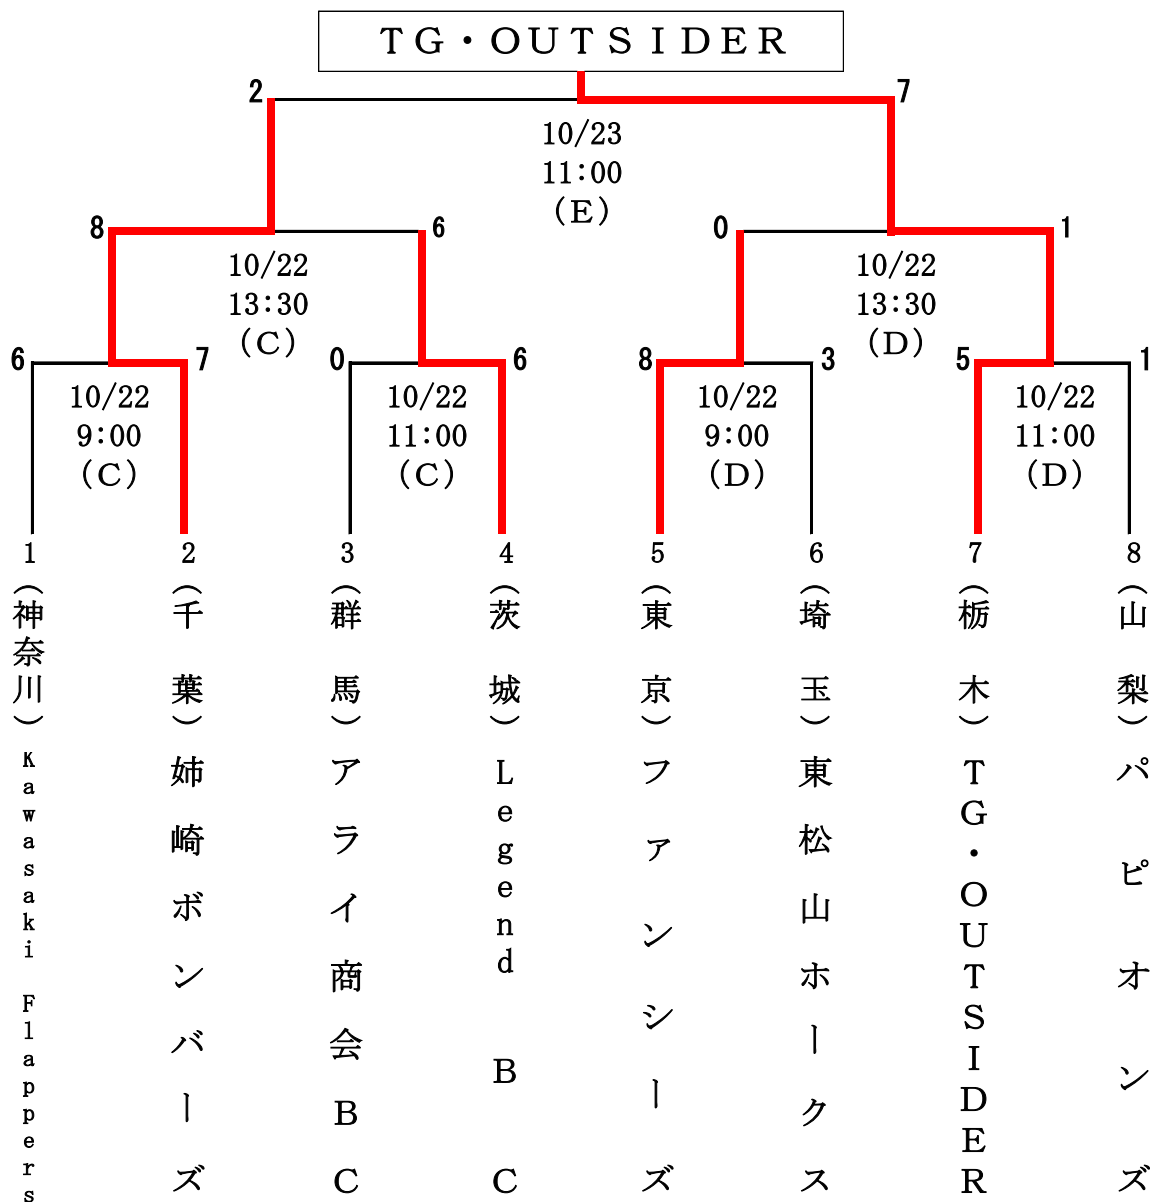 TG・OUTSIDER
2
7
10/23
11:00
(E)
8
6
0
1
10/22
13:30
(C)
10/22
13:30
(D)
6
7
0
6
8
3
5
1
10/22
9:00
(C)
10/22
11:00
(C)
10/22
9:00
(D)
10/22
11:00
(D)
1
2
3
4
5
6
7
8
(神奈川) Kawasaki Flappers
(千葉) 姉崎ボンバーズ
(群馬) アライ商会BC
(茨城) Legend BC
(東京) ファンシーズ
(埼玉) 東松山ホークス
(栃木) TG・OUTSIDER
(山梨) パピオンズ